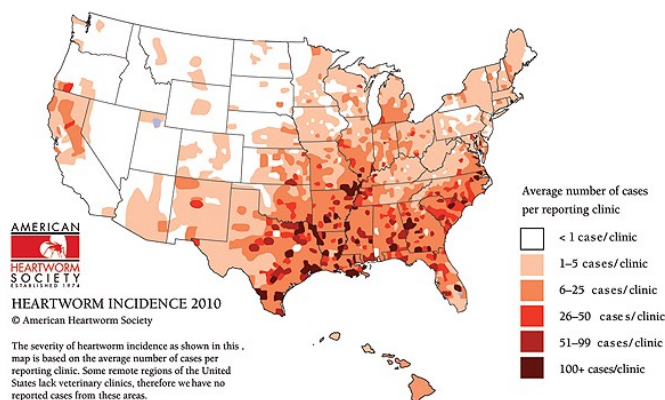 Average number of cases
per reporting clinic
< 1 case/clinic
1–5 cases/clinic
6–25 cases/clinic
26–50 cases/clinic
51–99 cases/clinic
100+ cases/clinic
AMERICAN
HEARTWORM
SOCIETY
ESTABLISHED 1974
HEARTWORM INCIDENCE 2010
© American Heartworm Society
The severity of heartworm incidence as shown in this ,
map is based on the average number of cases per
reporting clinic. Some remote regions of the United
States lack veterinary clinics, therefore we have no
reported cases from these areas.